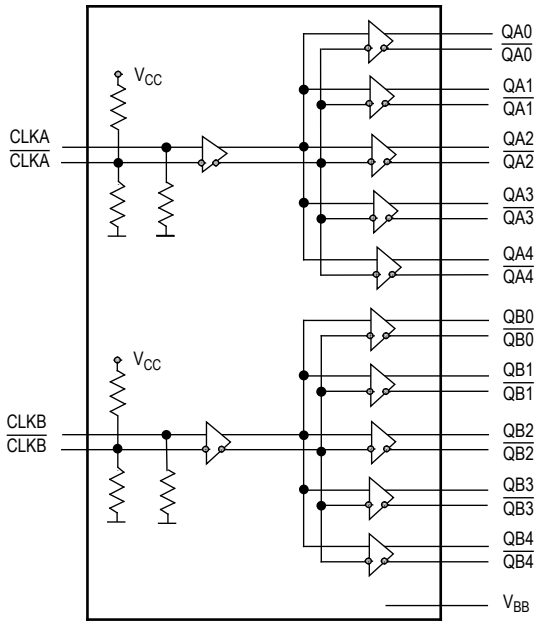 QA0
QA0
QA1
QA1
VCC
CLKA
CLKA
QA2
QA2
QA3
QA3
QA4
QA4
QB0
QB0
VCC
QB1
QB1
CLKB
CLKB
QB2
QB2
QB3
QB3
QB4
QB4
VBB